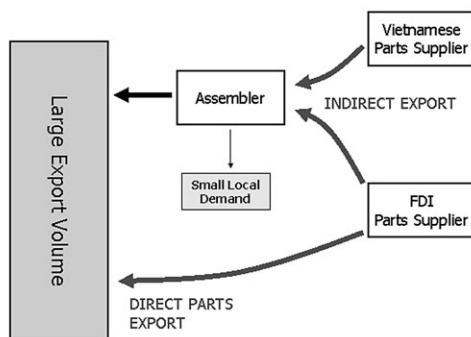 Large Export Volume
Assembler
Small Local
Demand
Vietnamese
Parts Supplier
INDIRECT EXPORT
FDI
Parts Supplier
DIRECT PARTS
EXPORT